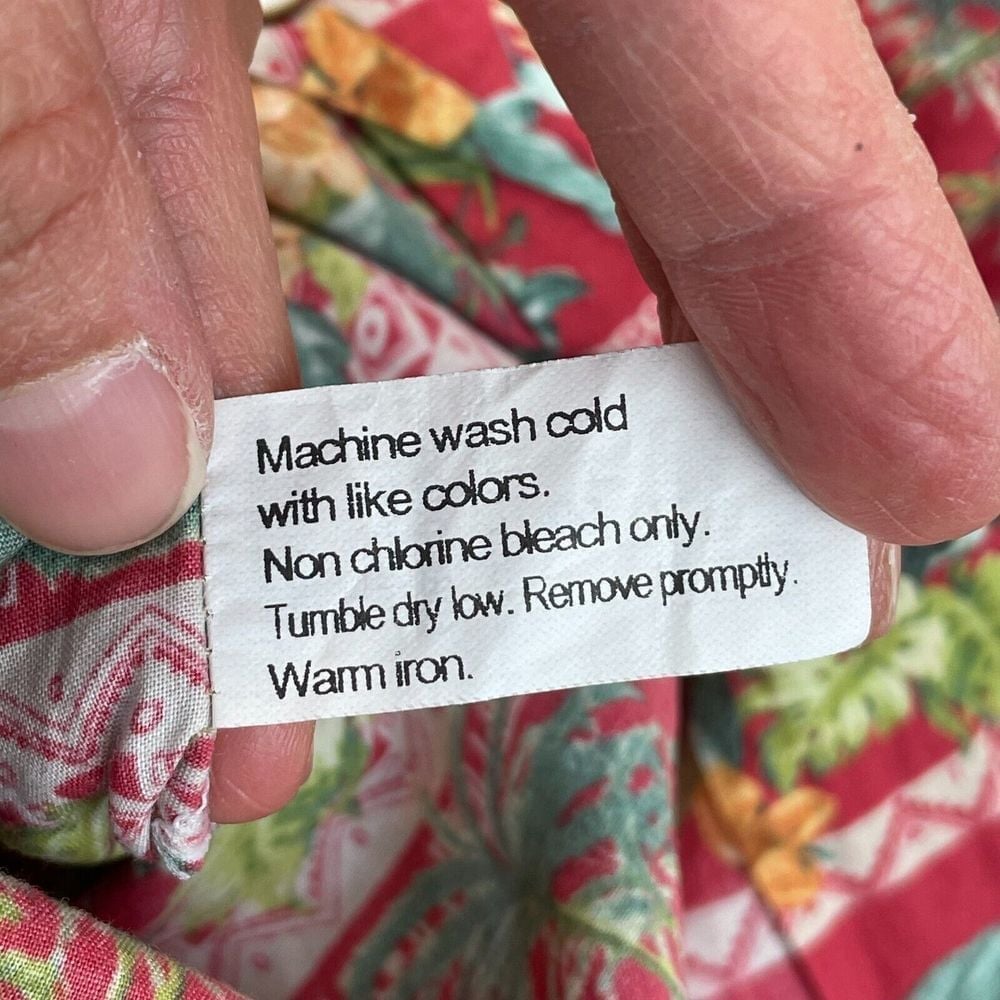 Machine wash cold
with like colors.
Non chlorine bleach only.
Tumble dry low. Remove promptly.
Warm iron.